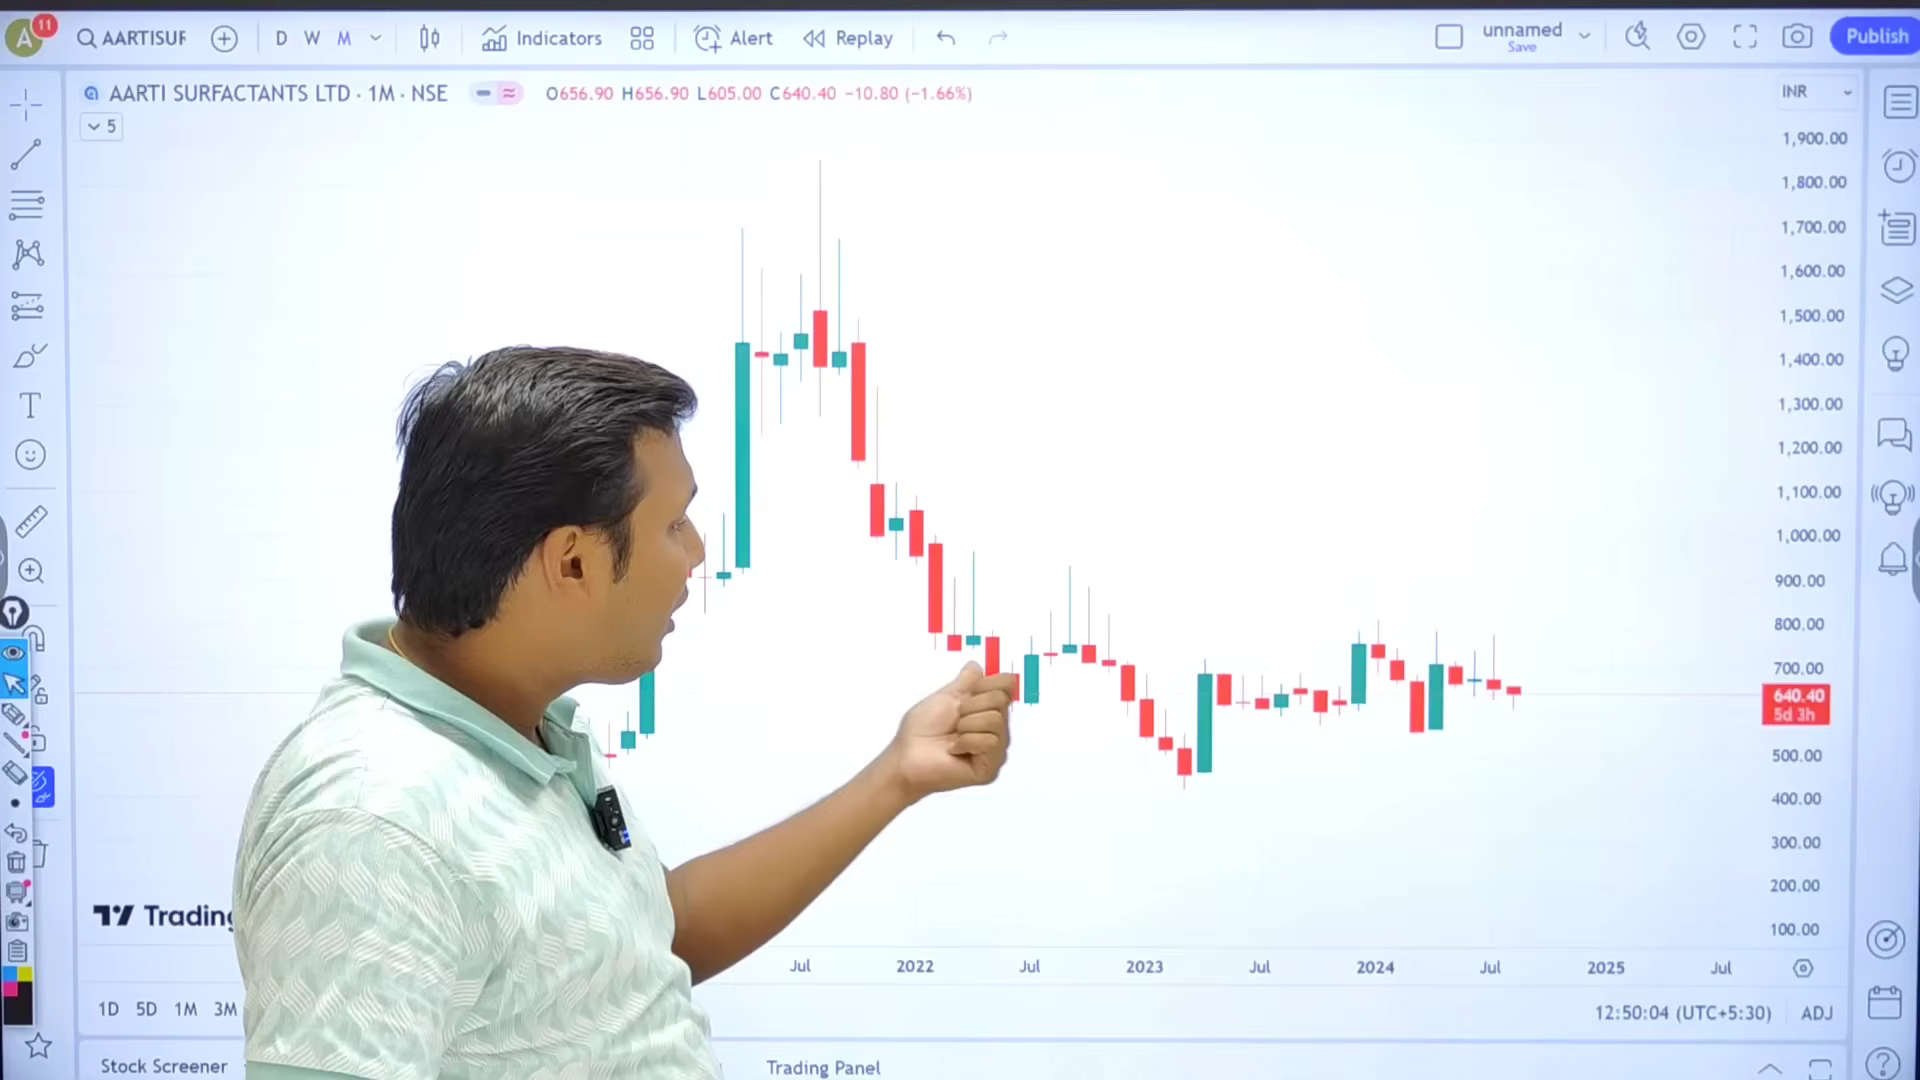 A 11 AARTISUF D W M Indicators Alert Replay unnamed Save Publish
AARTI SURFACTANTS LTD · 1M · NSE O656.90 H656.90 L605.00 C640.40 −10.80 (−1.66%) INR
5
1,900.00
1,800.00
1,700.00
1,600.00
1,500.00
1,400.00
1,300.00
1,200.00
1,100.00
1,000.00
900.00
800.00
700.00
640.40
5d 3h
500.00
400.00
300.00
200.00
100.00
Trading
Jul 2022 Jul 2023 Jul 2024 Jul 2025 Jul
1D 5D 1M 3M 12:50:04 (UTC+5:30) ADJ
Stock Screener Trading Panel